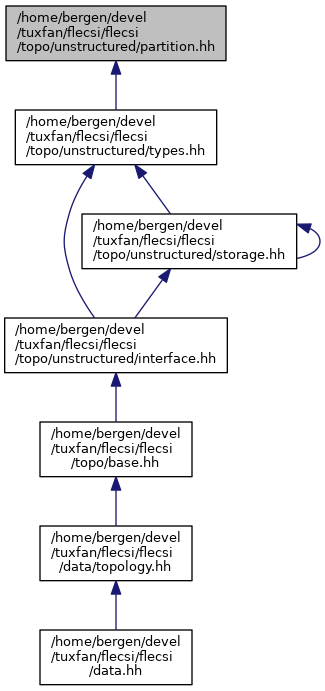 /home/bergen/devel
/tuxfan/flecsi/flecsi
/topo/unstructured/partition.hh
/home/bergen/devel
/tuxfan/flecsi/flecsi
/topo/unstructured/types.hh
/home/bergen/devel
/tuxfan/flecsi/flecsi
/topo/unstructured/storage.hh
/home/bergen/devel
/tuxfan/flecsi/flecsi
/topo/unstructured/interface.hh
/home/bergen/devel
/tuxfan/flecsi/flecsi
/topo/base.hh
/home/bergen/devel
/tuxfan/flecsi/flecsi
/data/topology.hh
/home/bergen/devel
/tuxfan/flecsi/flecsi
/data.hh